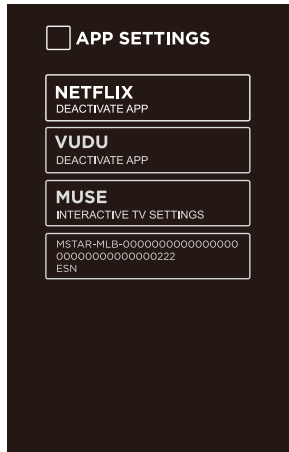 APP SETTINGS
NETFLIX
DEACTIVATE APP
VUDU
DEACTIVATE APP
MUSE
INTERACTIVE TV SETTINGS
MSTAR-MLB-0000000000000000
00000000000000222
ESN